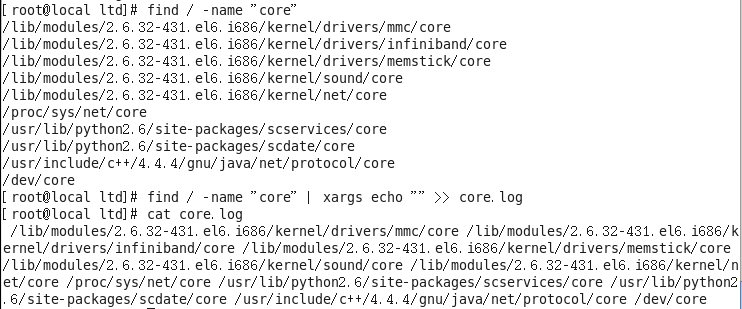 [root@local ltd]# find / -name "core"
/lib/modules/2.6.32-431.el6.i686/kernel/drivers/mmc/core
/lib/modules/2.6.32-431.el6.i686/kernel/drivers/infiniband/core
/lib/modules/2.6.32-431.el6.i686/kernel/drivers/memstick/core
/lib/modules/2.6.32-431.el6.i686/kernel/sound/core
/lib/modules/2.6.32-431.el6.i686/kernel/net/core
/proc/sys/net/core
/usr/lib/python2.6/site-packages/scservices/core
/usr/lib/python2.6/site-packages/scdate/core
/usr/include/c++/4.4.4/gnu/java/net/protocol/core
/dev/core
[root@local ltd]# find / -name "core" | xargs echo "" >> core.log
[root@local ltd]# cat core.log
 /lib/modules/2.6.32-431.el6.i686/kernel/drivers/mmc/core /lib/modules/2.6.32-431.el6.i686/k
ernel/drivers/infiniband/core /lib/modules/2.6.32-431.el6.i686/kernel/drivers/memstick/core
/lib/modules/2.6.32-431.el6.i686/kernel/sound/core /lib/modules/2.6.32-431.el6.i686/kernel/n
et/core /proc/sys/net/core /usr/lib/python2.6/site-packages/scservices/core /usr/lib/python2
.6/site-packages/scdate/core /usr/include/c++/4.4.4/gnu/java/net/protocol/core /dev/core